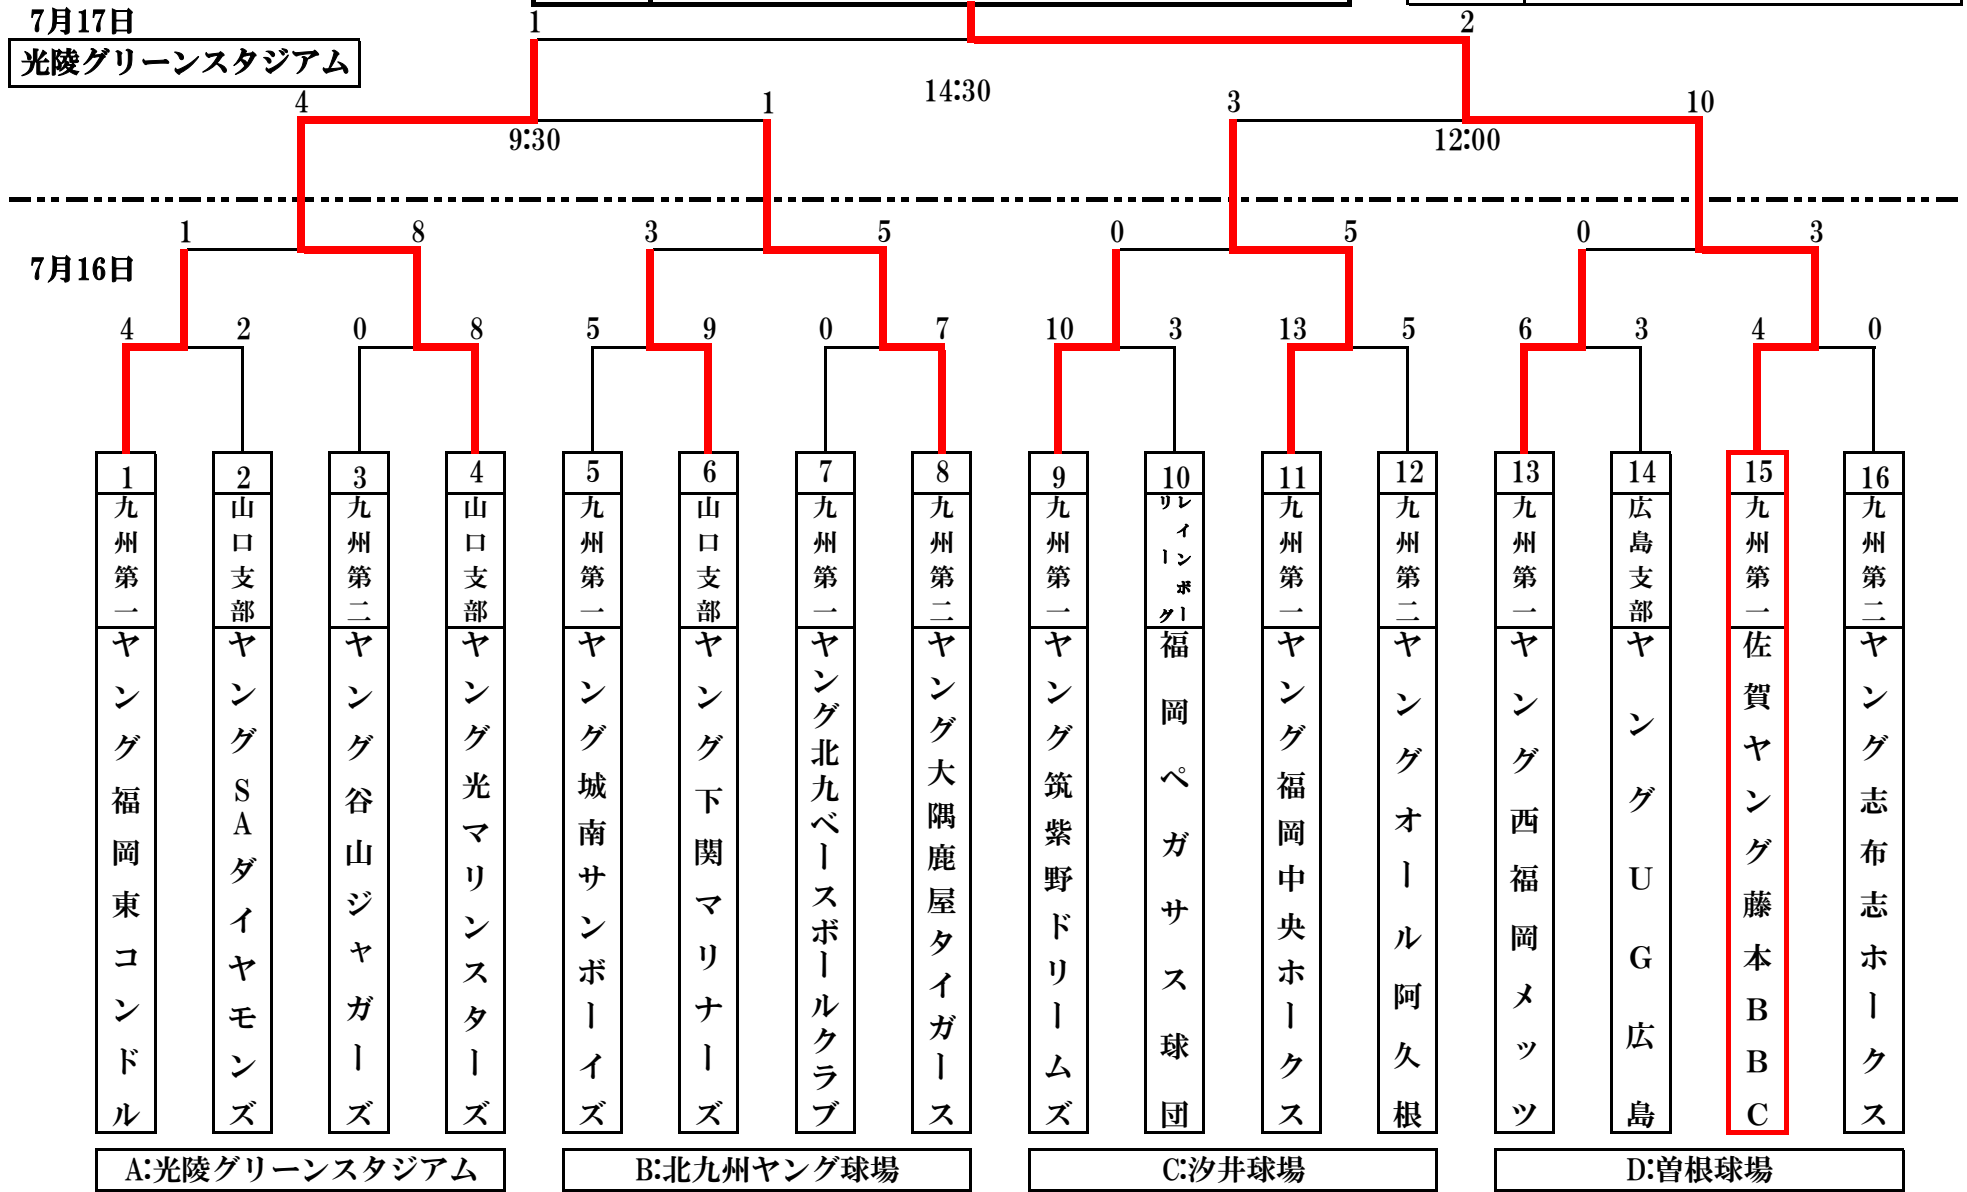 7月17日
光陵グリーンスタジアム
1
2
14:30
4
1
3
10
9:30
12:00
1
8
3
5
0
5
0
3
7月16日
4
2
0
8
5
9
0
7
10
3
13
5
6
3
4
0
1
九州第一
ヤング福岡東コンドル
2
山口支部
ヤングSAダイヤモンズ
3
九州第二
ヤング谷山ジャガーズ
4
山口支部
ヤング光マリンスターズ
5
九州第一
ヤング城南サンボーイズ
6
山口支部
ヤング下関マリナーズ
7
九州第一
ヤング北九ベースボールクラブ
8
九州第二
ヤング大隅鹿屋タイガース
9
九州第一
ヤング筑紫野ドリームズ
10
レインボー
リーグ
福岡ペガサス球団
11
九州第一
ヤング福岡中央ホークス
12
九州第二
ヤングオール阿久根
13
九州第一
ヤング西福岡メッツ
14
広島支部
ヤングUG広島
15
九州第一
佐賀ヤング藤本BBC
16
九州第二
ヤング志布志ホークス
A:光陵グリーンスタジアム
B:北九州ヤング球場
C:汐井球場
D:曽根球場